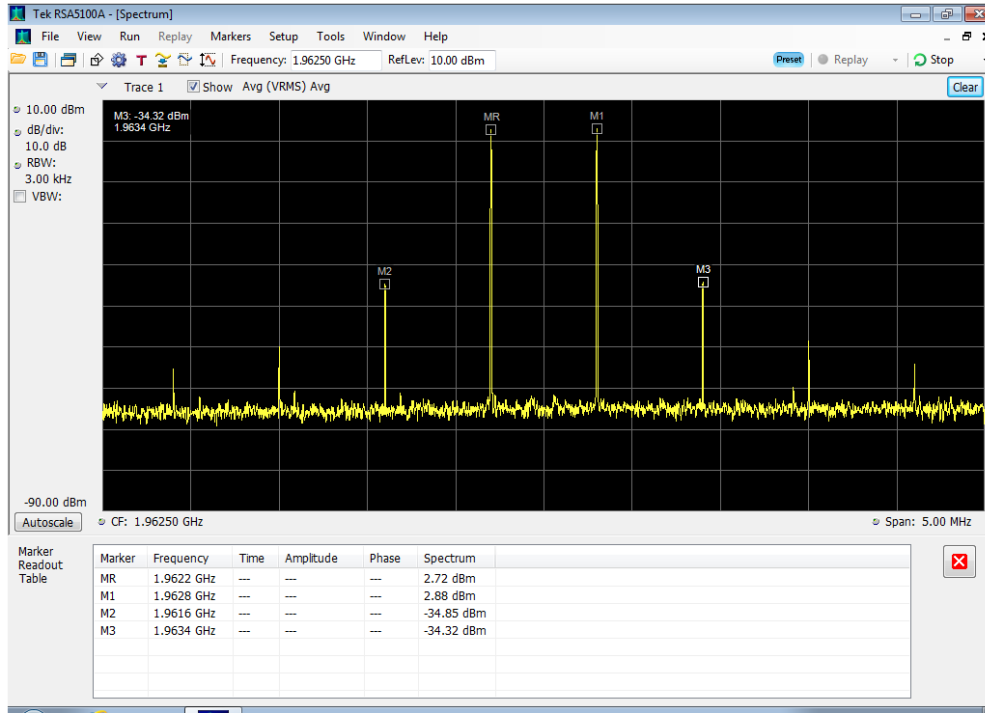 Tek RSA5100A - [Spectrum]
File View Run Replay Markers Setup Tools Window Help
T Frequency: 1.96250 GHz RefLev: 10.00 dBm Preset Replay Stop
Trace 1 Show Avg (VRMS) Avg Clear
10.00 dBm
dB/div:
10.0 dB
RBW:
3.00 kHz
VBW:
M3: -34.32 dBm
1.9634 GHz
MR M1
M2 M3
-90.00 dBm
Autoscale CF: 1.96250 GHz Span: 5.00 MHz
Marker
Readout
Table
Marker Frequency Time Amplitude Phase Spectrum
MR 1.9622 GHz --- --- --- 2.72 dBm
M1 1.9628 GHz --- --- --- 2.88 dBm
M2 1.9616 GHz --- --- --- -34.85 dBm
M3 1.9634 GHz --- --- --- -34.32 dBm